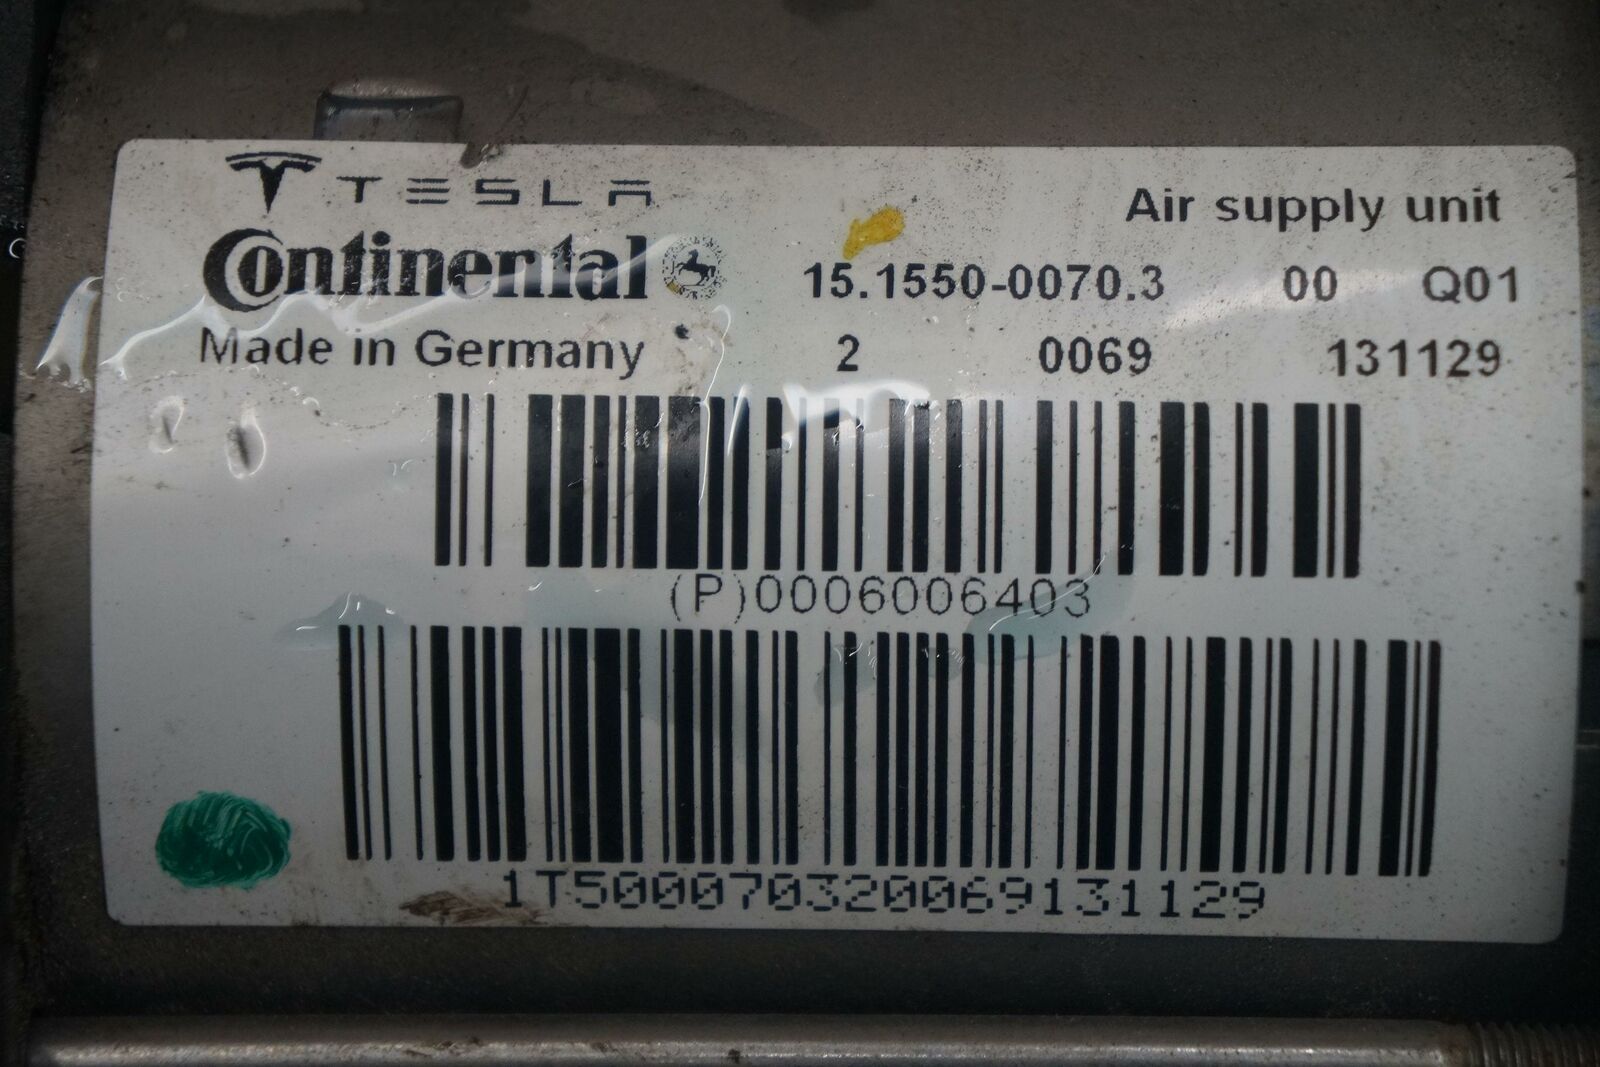 TESLA
Air supply unit
Continental
15.1550-0070.3 00 Q01
Made in Germany 2 0069 131129
(P)0006006403
1T500070320069131129